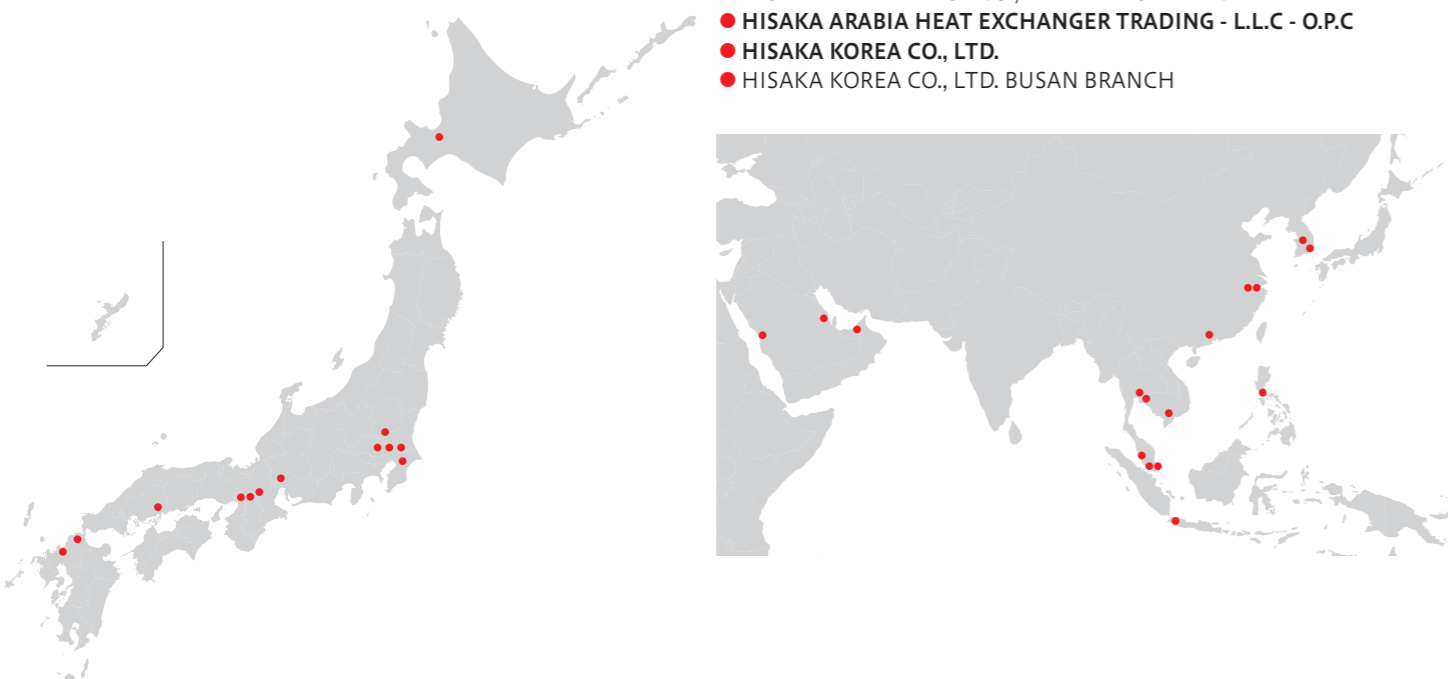 HISAKA ARABIA HEAT EXCHANGER TRADING - L.L.C - O.P.C
HISAKA KOREA CO., LTD.
HISAKA KOREA CO., LTD. BUSAN BRANCH